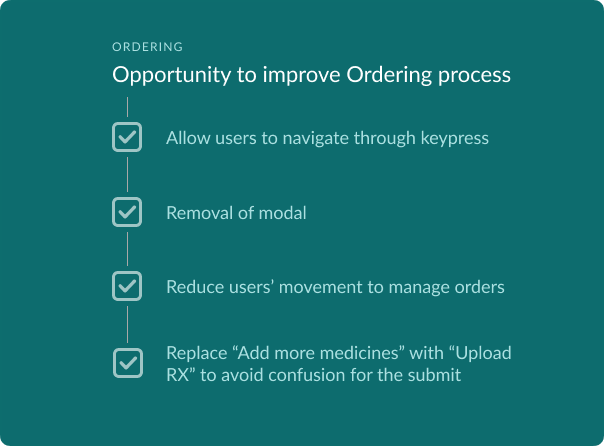 ORDERING
Opportunity to improve Ordering process
Allow users to navigate through keypress
Removal of modal
Reduce users’ movement to manage orders
Replace “Add more medicines” with “Upload
RX” to avoid confusion for the submit